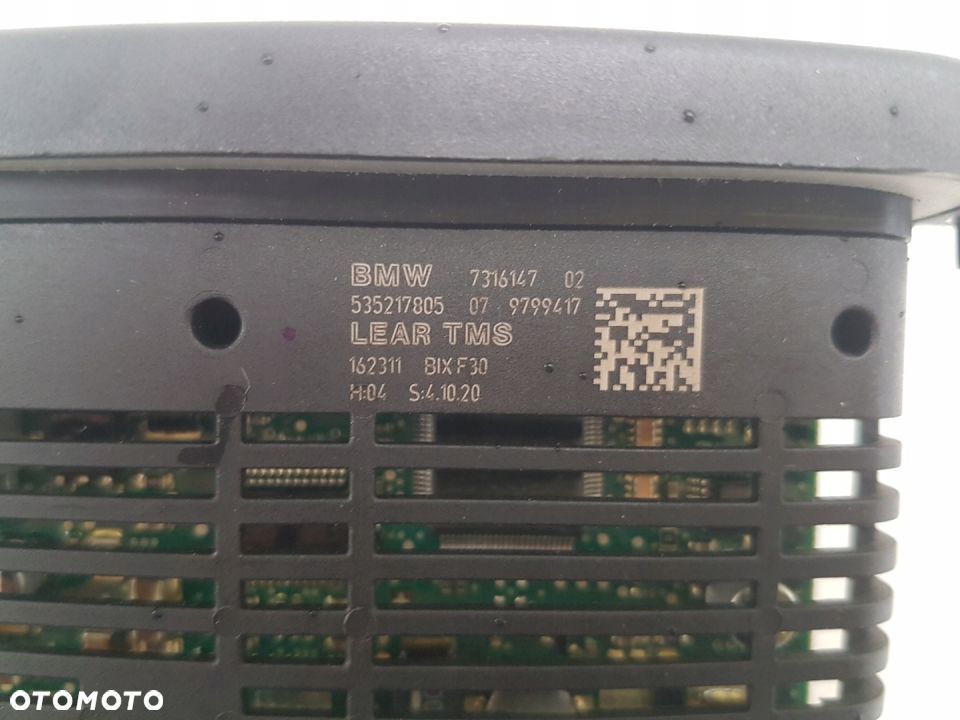 BMW 7316147 02
535217805 07 9799417
LEAR TMS
162311 BIX F30
H:04 S:4.10.20
OTOMOTO